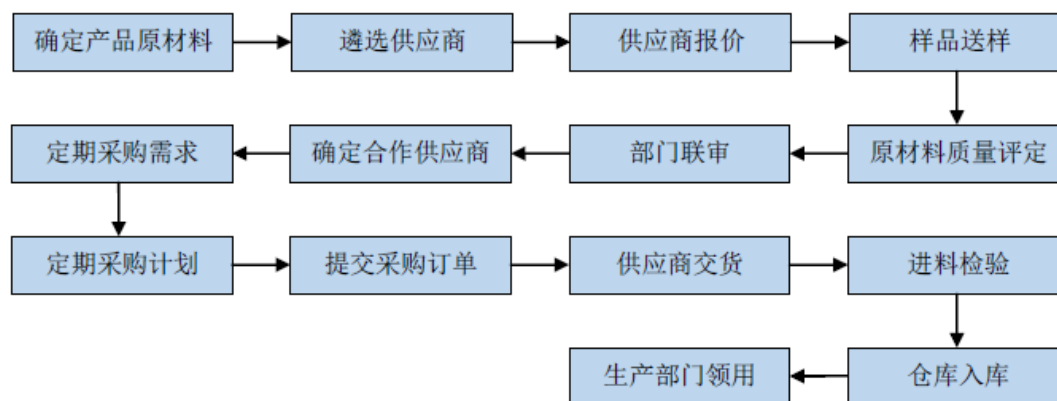 确定产品原材料
遴选供应商
供应商报价
样品送样
原材料质量评定
部门联审
确定合作供应商
定期采购需求
定期采购计划
提交采购订单
供应商交货
进料检验
仓库入库
生产部门领用